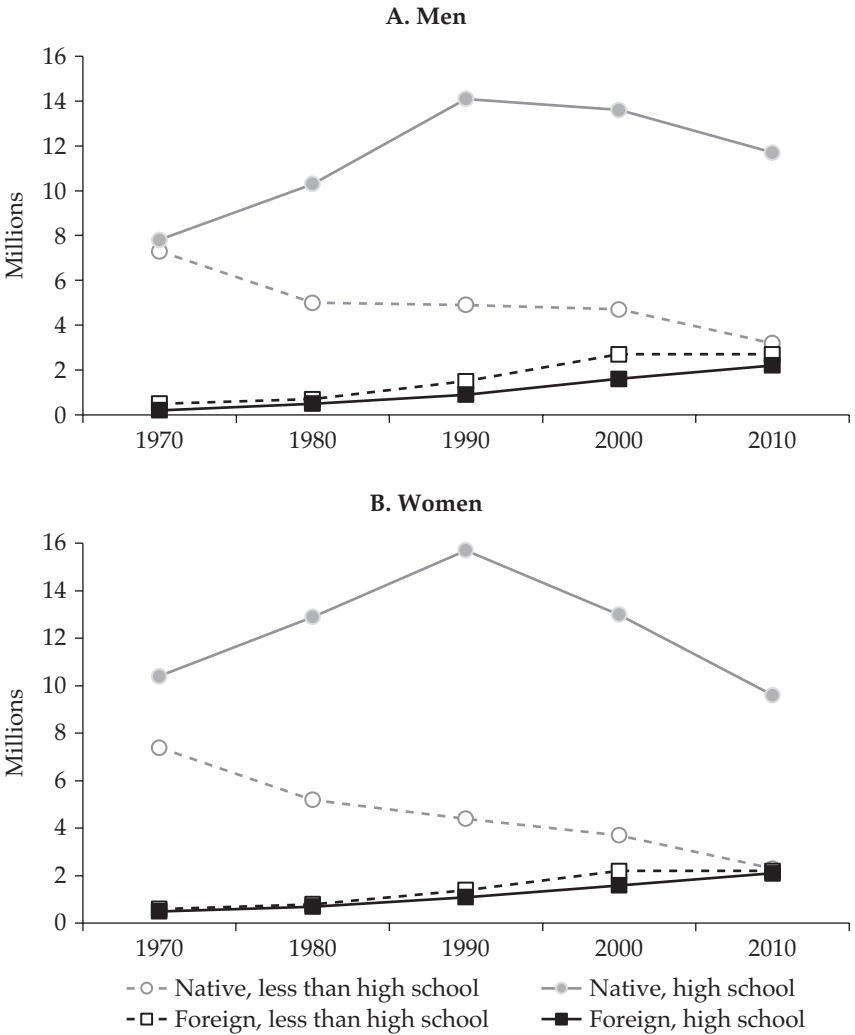 A. Men
16
14
12
10
8
6
4
2
0
Millions
1970 1980 1990 2000 2010
B. Women
16
14
12
10
8
6
4
2
0
Millions
1970 1980 1990 2000 2010
Native, less than high school Native, high school
Foreign, less than high school Foreign, high school